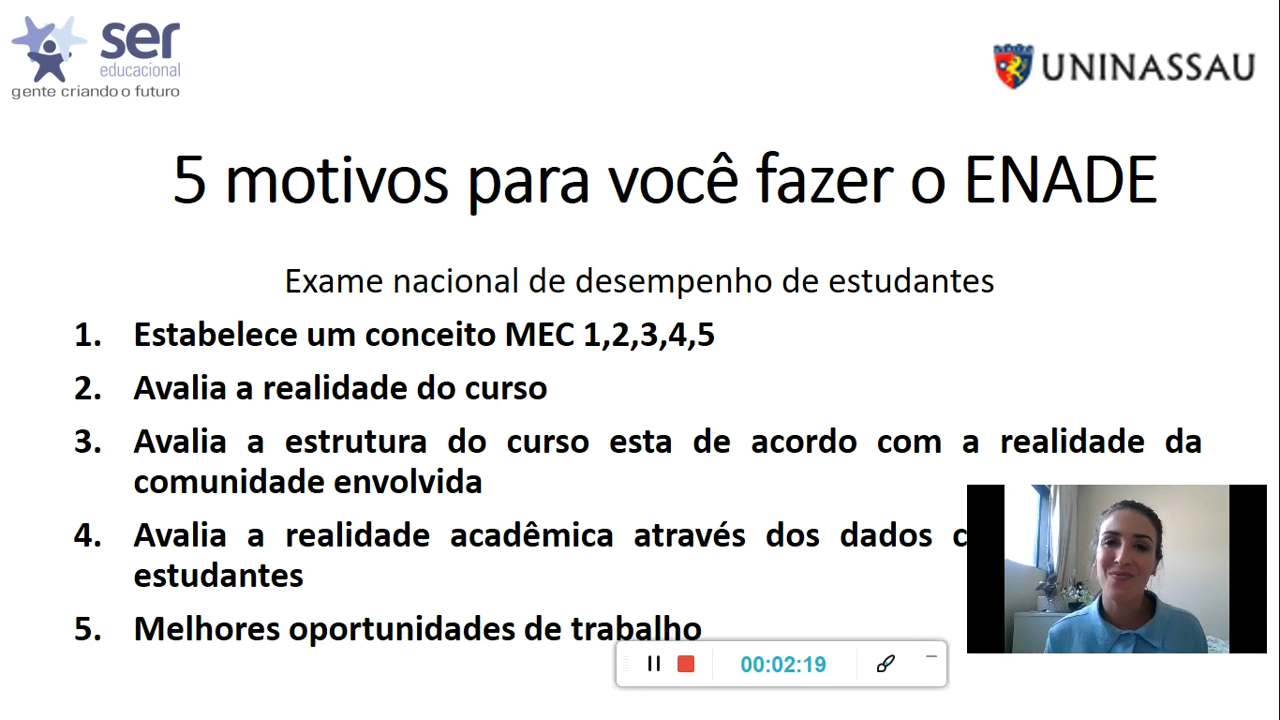 ser
educacional
gente criando o futuro
UNINASSAU
5 motivos para você fazer o ENADE
Exame nacional de desempenho de estudantes
1. Estabelece um conceito MEC 1,2,3,4,5
2. Avalia a realidade do curso
3. Avalia a estrutura do curso esta de acordo com a realidade da
comunidade envolvida
4. Avalia a realidade acadêmica através dos dados
estudantes
5. Melhores oportunidades de trabalho
00:02:19